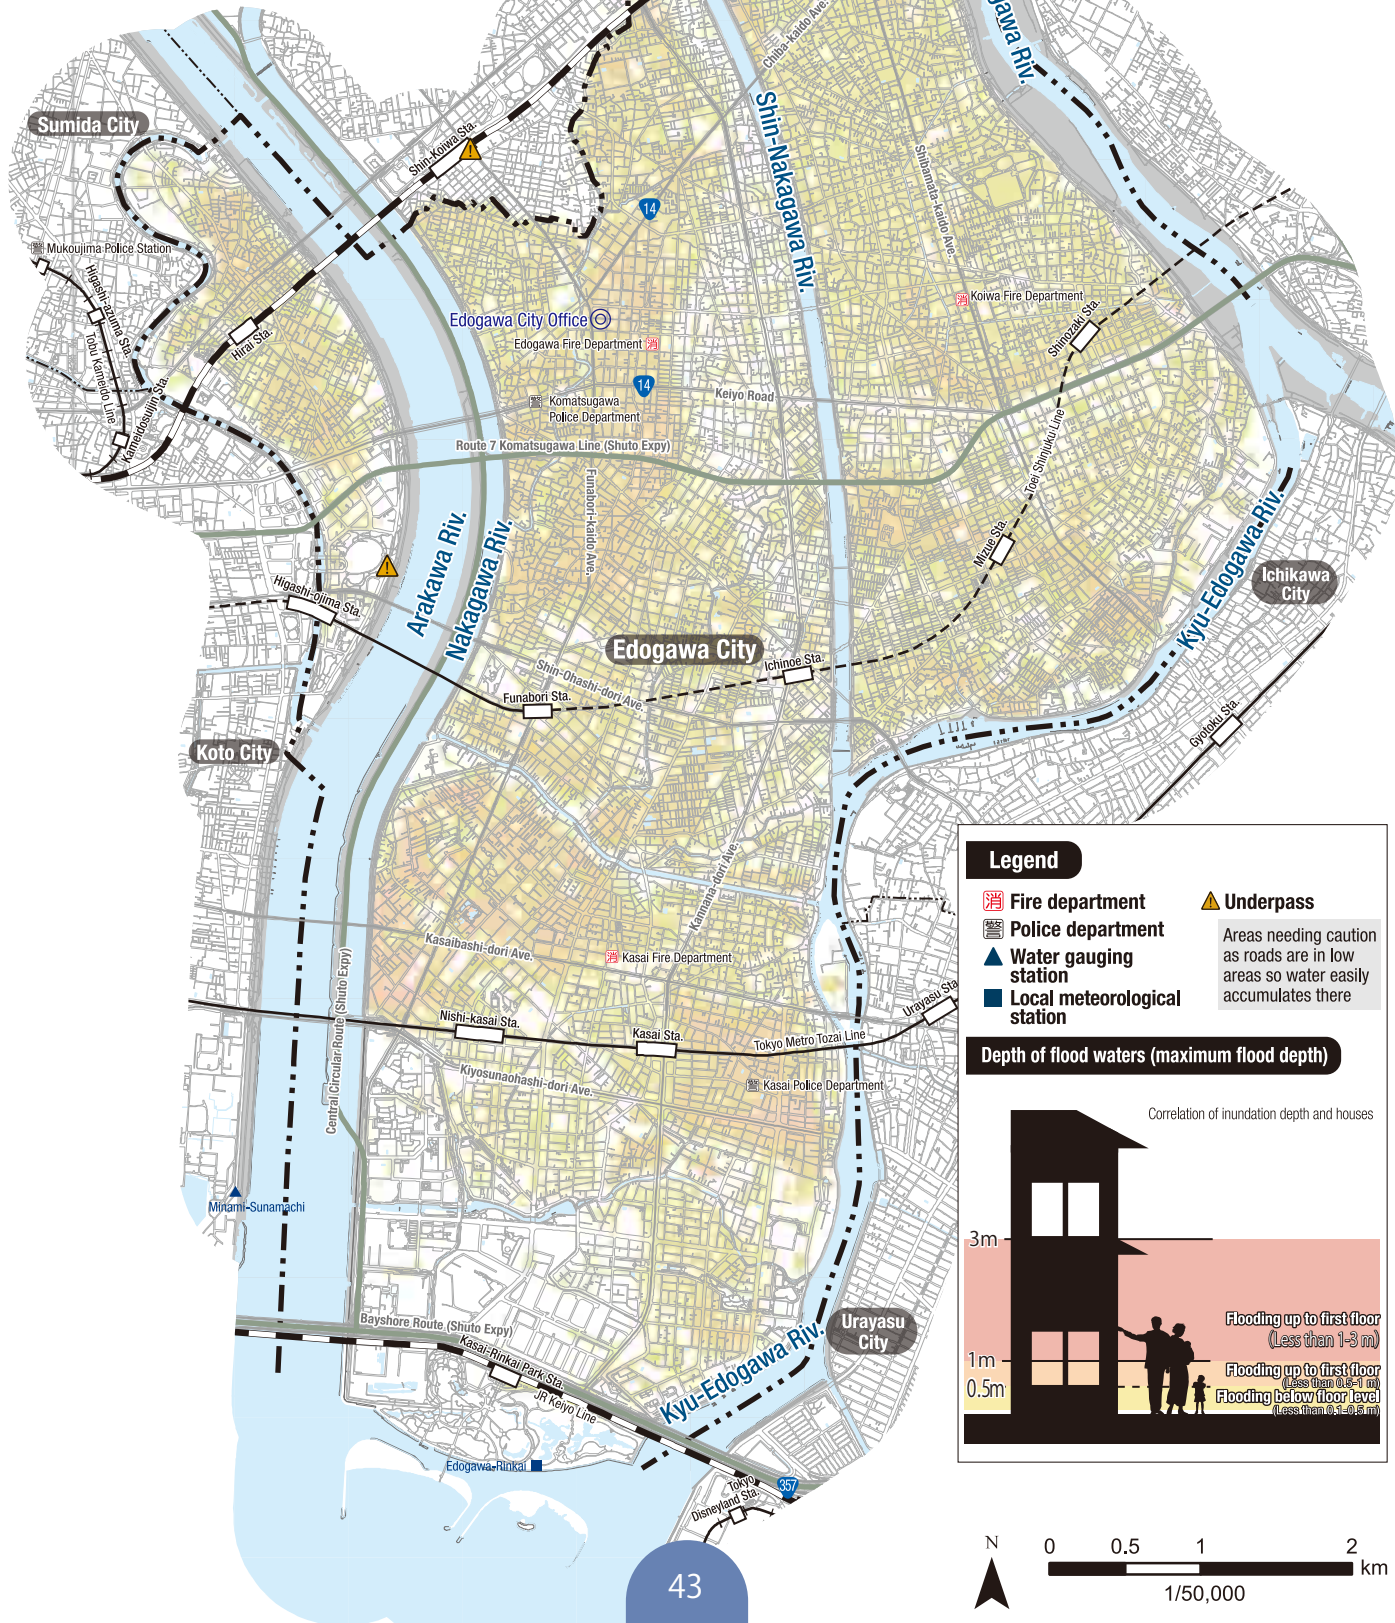 Chiba-kaido Ave.
gawa Riv.
Sumida City
Shin-Koiwa Sta.
Shin-Nakagawa Riv.
Shibamata-kaido Ave.
14
警 Mukoujima Police Station
Higashi-azuma Sta.
Tobu Kameido Line
Hirai Sta.
Kameidosuijin Sta.
Edogawa City Office
Edogawa Fire Department 消
消 Koiwa Fire Department
Shinozaki Sta.
14
警 Komatsugawa
Police Department
Keiyo Road
Route 7 Komatsugawa Line (Shuto Expy)
Funabori-kaido Ave.
Toei Shinjuku Line
Mizue Sta.
Arakawa Riv.
Nakagawa Riv.
Kyu-Edogawa Riv.
Ichikawa
City
Higashi-ojima Sta.
Edogawa City
Ichinoe Sta.
Shin-Ohashi-dori Ave.
Funabori Sta.
Gyotoku Sta.
Koto City
Kannana-dori Ave.
Kasaibashi-dori Ave.
消 Kasai Fire Department
Central Circular Route (Shuto Expy)
Nishi-kasai Sta.
Kasai Sta.
Tokyo Metro Tozai Line
Urayasu Sta.
Kiyosunaohashi-dori Ave.
警 Kasai Police Department
Minami-Sunamachi
Bayshore Route (Shuto Expy)
Kasai-Rinkai Park Sta.
JR Keiyo Line
Kyu-Edogawa Riv.
Urayasu
City
Edogawa-Rinkai
Tokyo
Disneyland Sta.
357
Legend
消 Fire department
警 Police department
Water gauging
station
Local meteorological
station
Underpass
Areas needing caution
as roads are in low
areas so water easily
accumulates there
Depth of flood waters (maximum flood depth)
Correlation of inundation depth and houses
3m
Flooding up to first floor
(Less than 1-3 m)
1m
Flooding up to first floor
(Less than 0.5-1 m)
0.5m
Flooding below floor level
(Less than 0.1-0.5 m)
N
0 0.5 1 2
km
1/50,000
43